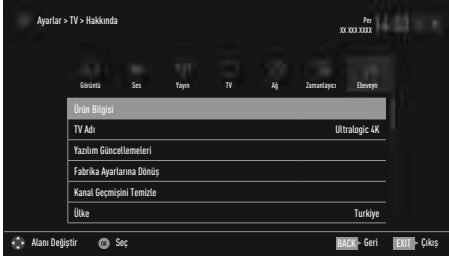 Ayarlar > TV > Hakkında
Per
XX XXX XXXX
Görüntü Ses Yayın TV Ağ Zamanlayıcı Ebeveyn
Ürün Bilgisi
TV Adı Ultralogic 4K
Yazılım Güncellemeleri
Fabrika Ayarlarına Dönüş
Kanal Geçmişini Temizle
Ülke Turkiye
Alanı Değiştir OK Seç BACK Geri EXIT Çıkış